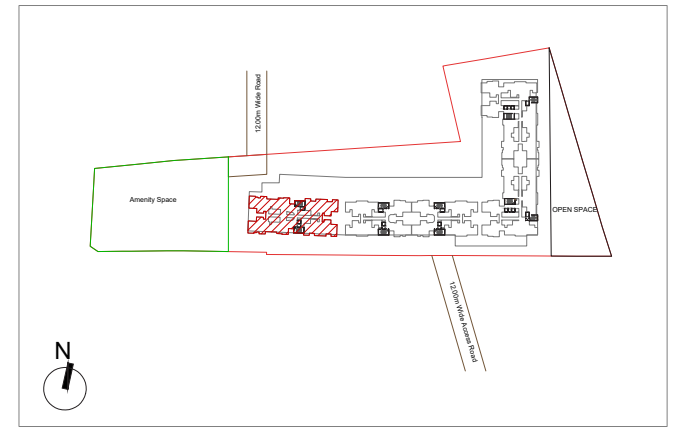 12.00m Wide Road
Amenity Space
OPEN SPACE
12.00m Wide Access Road
N